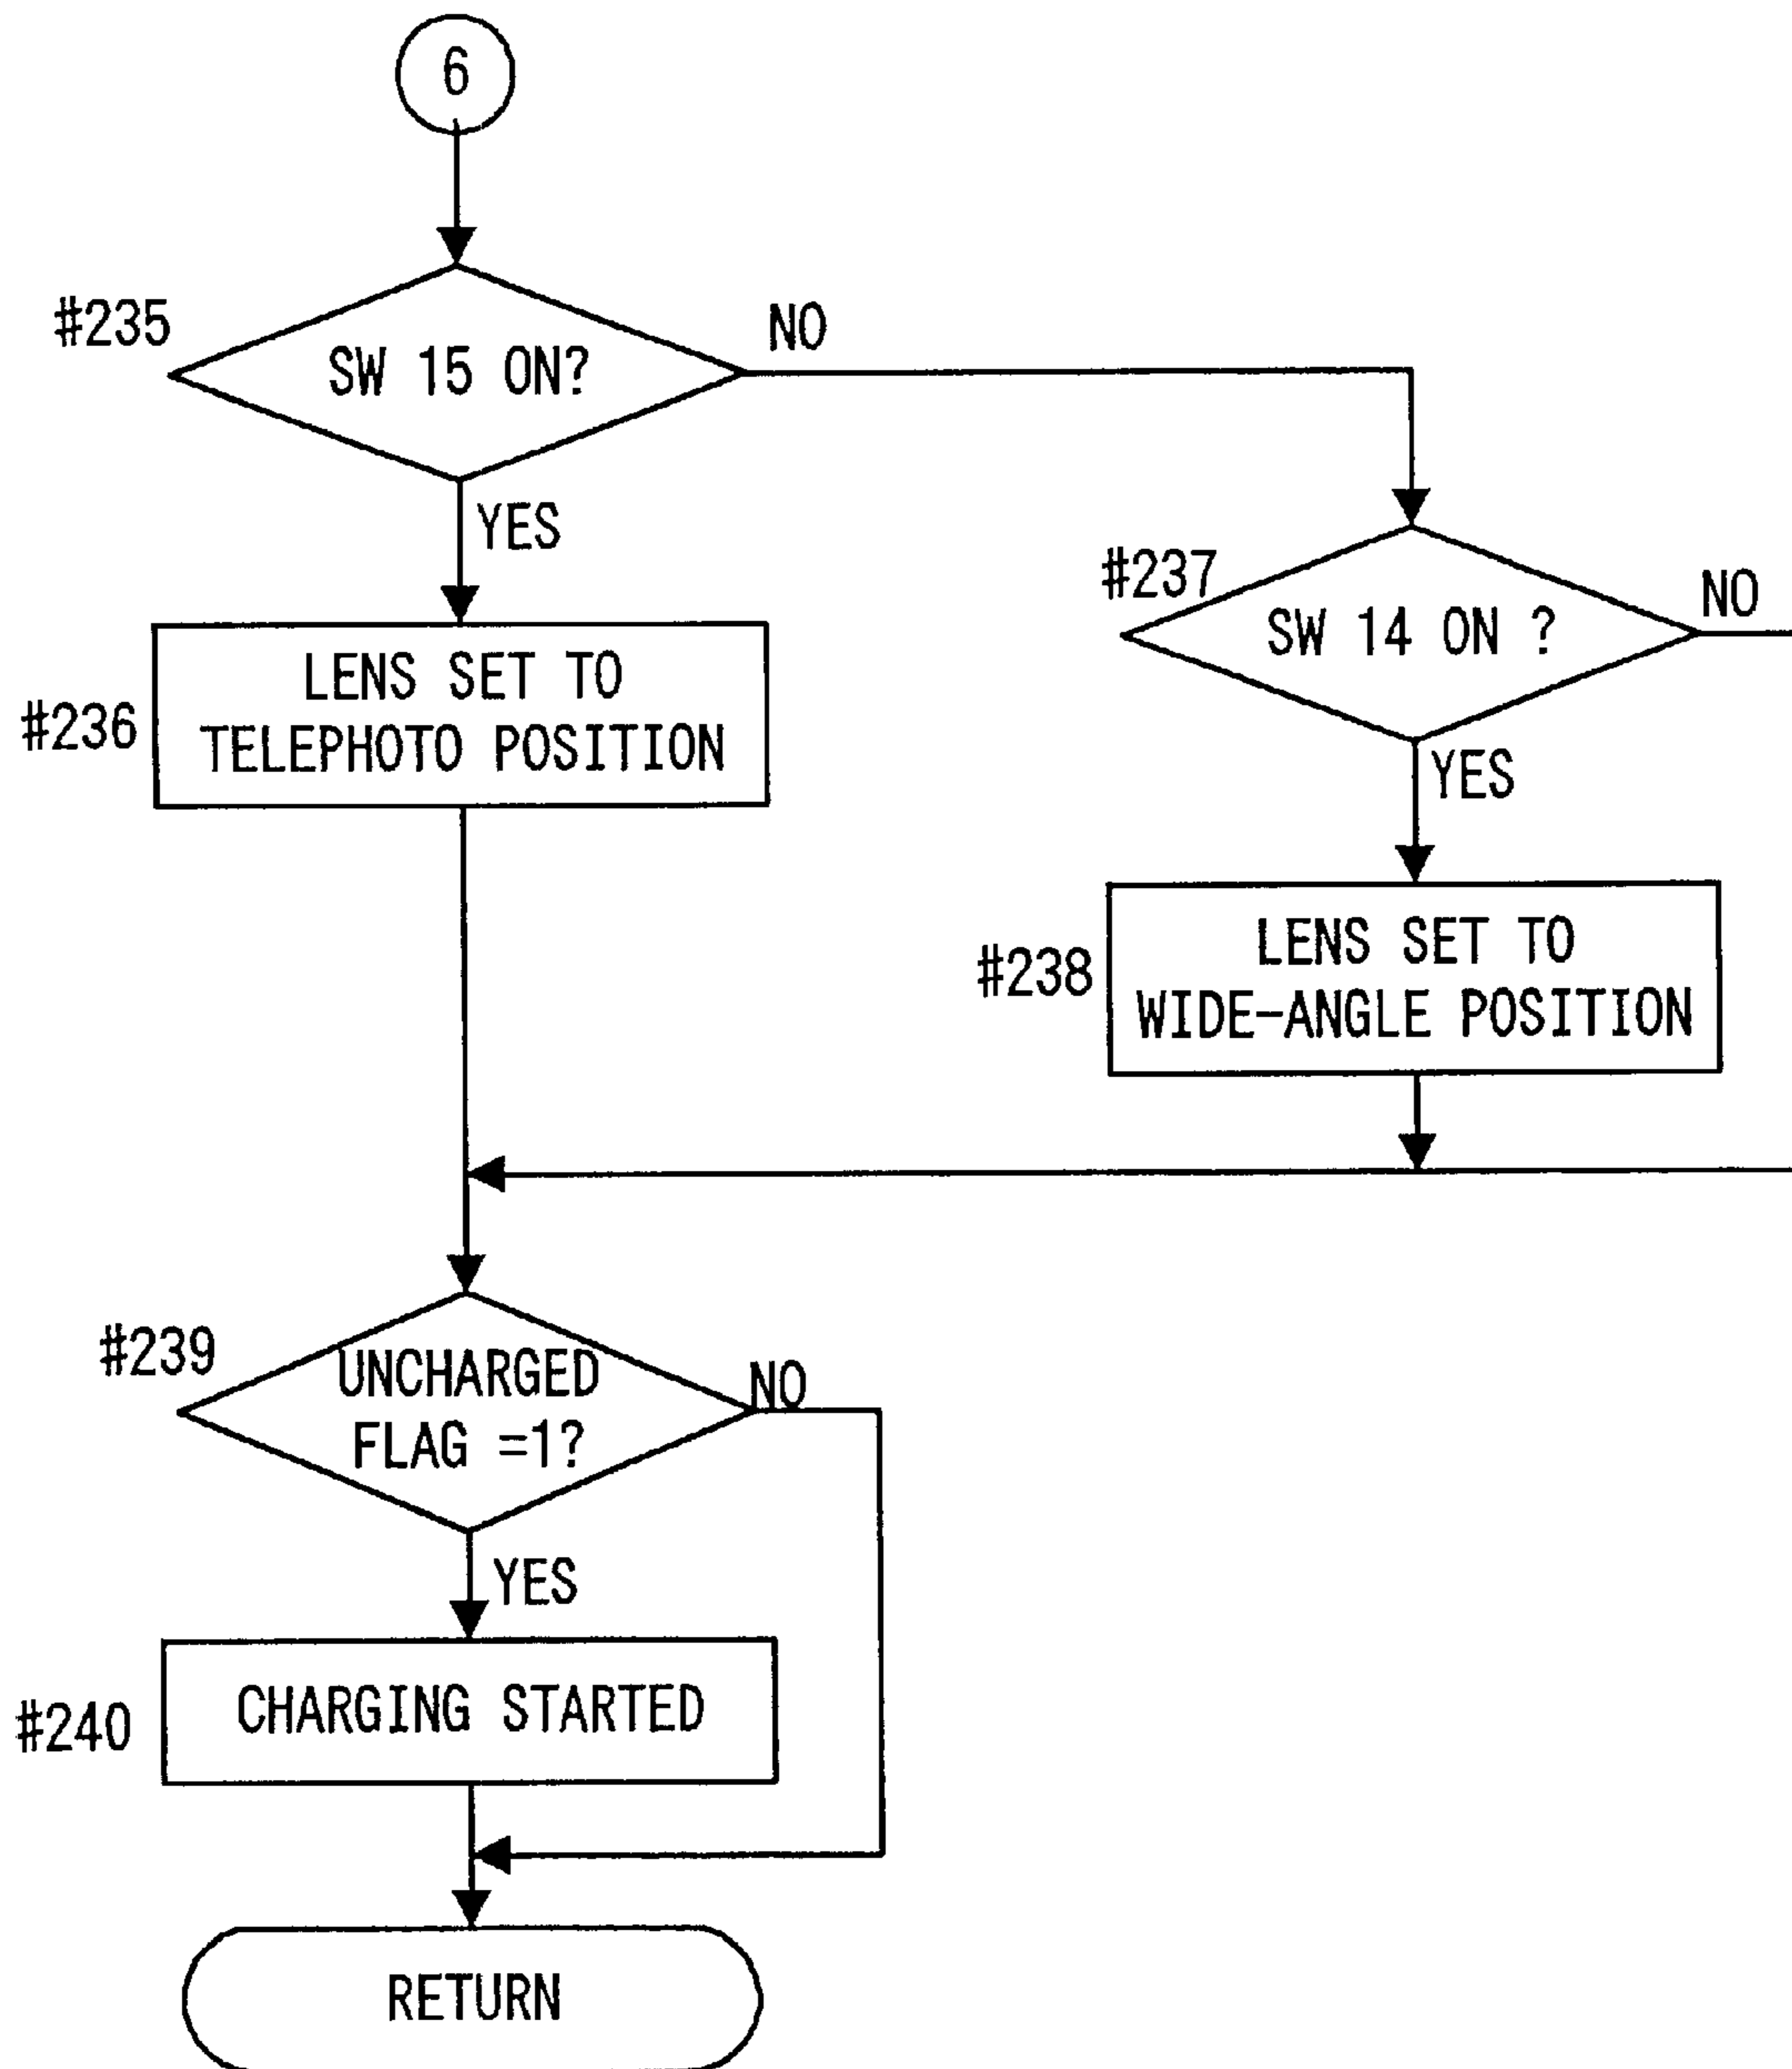 6
#235
SW 15 ON?
NO
YES
#236
LENS SET TO
TELEPHOTO POSITION
#237
SW 14 ON ?
NO
YES
#238
LENS SET TO
WIDE-ANGLE POSITION
#239
UNCHARGED
FLAG =1?
NO
YES
#240
CHARGING STARTED
RETURN